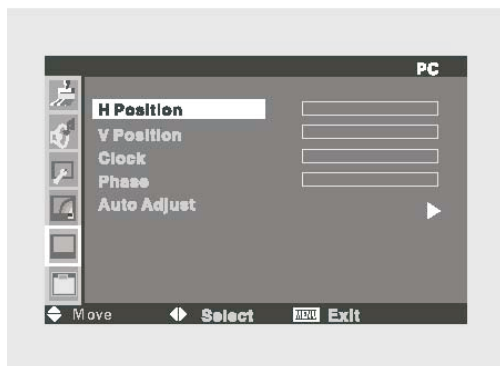 PC
H Position
V Position
Clock
Phase
Auto Adjust
Move Select MENU Exit